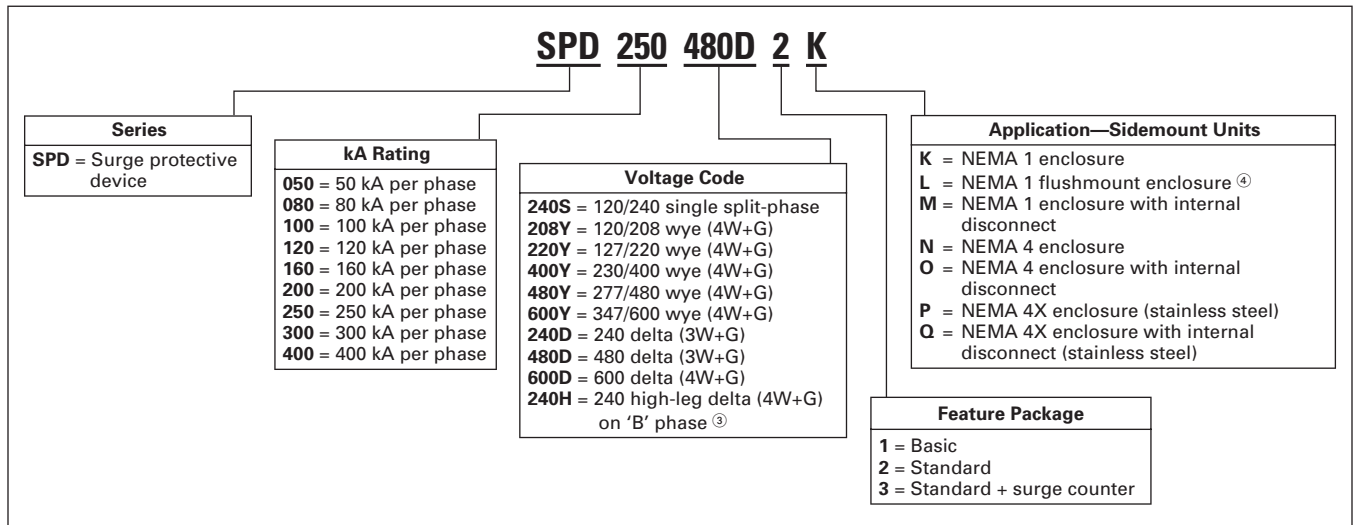 SPD 250 480D 2 K
Series
SPD = Surge protective
device
kA Rating
050 = 50 kA per phase
080 = 80 kA per phase
100 = 100 kA per phase
120 = 120 kA per phase
160 = 160 kA per phase
200 = 200 kA per phase
250 = 250 kA per phase
300 = 300 kA per phase
400 = 400 kA per phase
Voltage Code
240S = 120/240 single split-phase
208Y = 120/208 wye (4W+G)
220Y = 127/220 wye (4W+G)
400Y = 230/400 wye (4W+G)
480Y = 277/480 wye (4W+G)
600Y = 347/600 wye (4W+G)
240D = 240 delta (3W+G)
480D = 480 delta (3W+G)
600D = 600 delta (4W+G)
240H = 240 high-leg delta (4W+G)
on ‘B’ phase ③
Application—Sidemount Units
K = NEMA 1 enclosure
L = NEMA 1 flushmount enclosure ④
M = NEMA 1 enclosure with internal
disconnect
N = NEMA 4 enclosure
O = NEMA 4 enclosure with internal
disconnect
P = NEMA 4X enclosure (stainless steel)
Q = NEMA 4X enclosure with internal
disconnect (stainless steel)
Feature Package
1 = Basic
2 = Standard
3 = Standard + surge counter